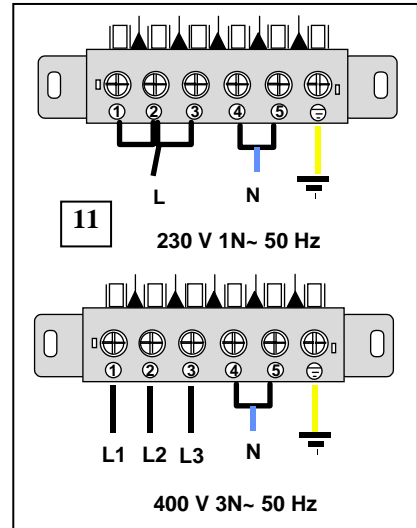 ① ② ③ ④ ⑤
L N
11
230 V 1N~ 50 Hz
① ② ③ ④ ⑤
L1 L2 L3 N
400 V 3N~ 50 Hz